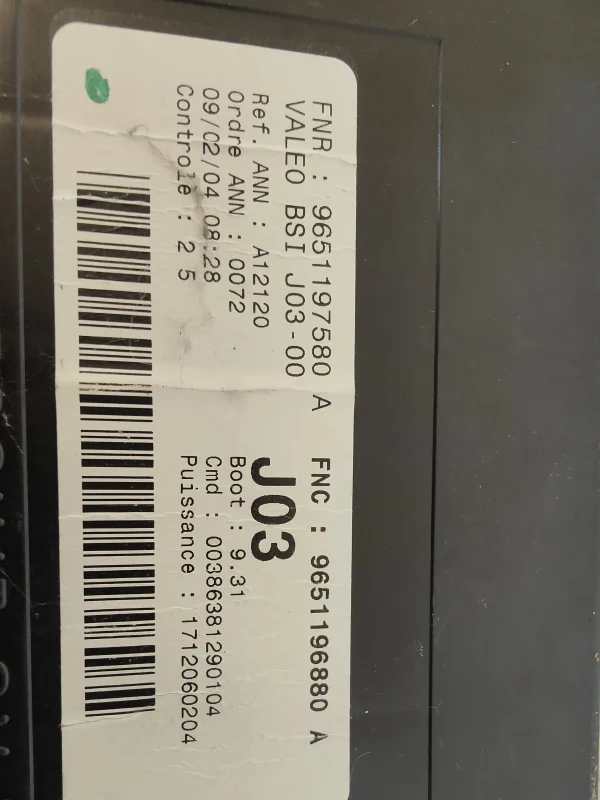 FNR : 9651197580 A FNC : 9651196880 A
VALEO BSI J03-00
J03
Ref. ANN : A12120
Ordre ANN : 0072 Boot : 9.31
09/02/04 08:28 Cmd : 00386381290104
Controle : 2 5 Puissance : 1712060204